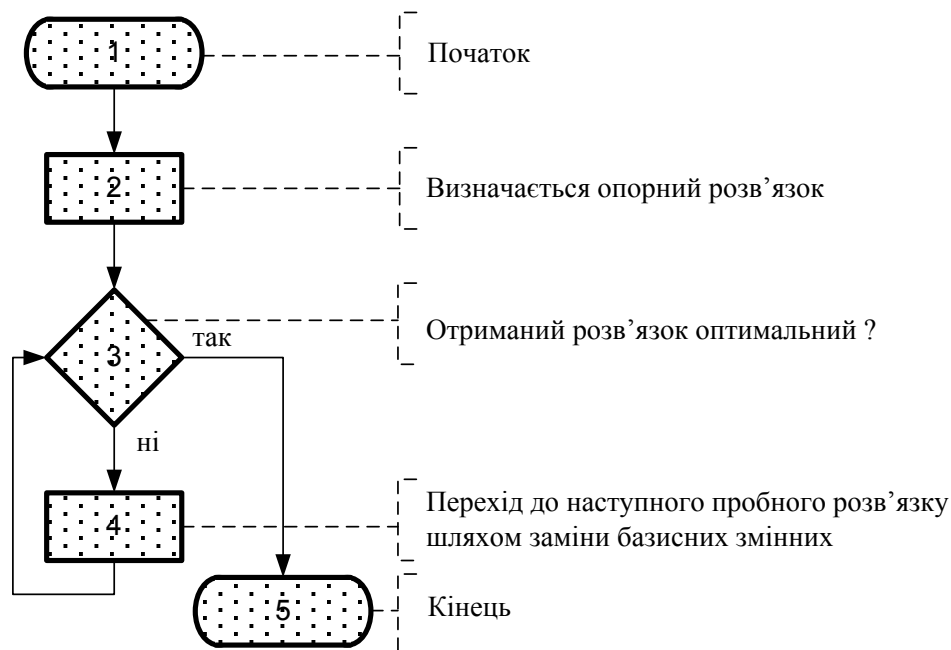 1
Початок
2
Визначається опорний розв’язок
3
Отриманий розв’язок оптимальний ?
так
ні
4
Перехід до наступного пробного розв’язку
шляхом заміни базисних змінних
5
Кінець